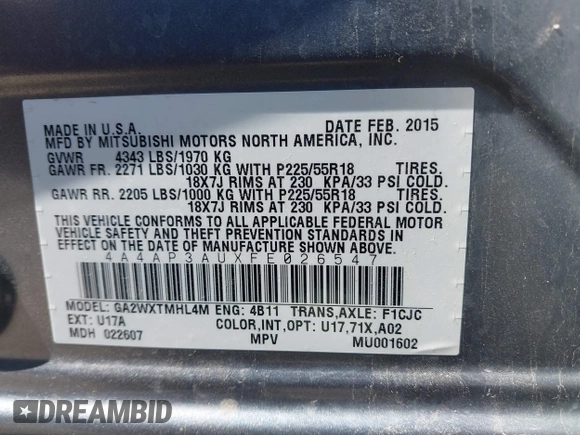 MADE IN U.S.A. DATE FEB. 2015
MFD BY MITSUBISHI MOTORS NORTH AMERICA, INC.
GVWR 4343 LBS/1970 KG
GAWR FR. 2271 LBS/1030 KG WITH P225/55R18 TIRES,
18X7J RIMS AT 230 KPA/33 PSI COLD.
GAWR RR. 2205 LBS/1000 KG WITH P225/55R18 TIRES,
18X7J RIMS AT 230 KPA/33 PSI COLD.
THIS VEHICLE CONFORMS TO ALL APPLICABLE FEDERAL MOTOR
VEHICLE SAFETY AND THEFT PREVENTION STANDARDS IN
EFFECT ON THE DATE OF MANUFACTURE SHOWN ABOVE.
4A4AP3AUXFE026547
MODEL: GA2WXTMHL4M ENG: 4B11 TRANS,AXLE: F1CJC
EXT: U17A COLOR,INT,OPT: U17,71X,A02
MDH 022607 MPV MU001602
DREAMBID